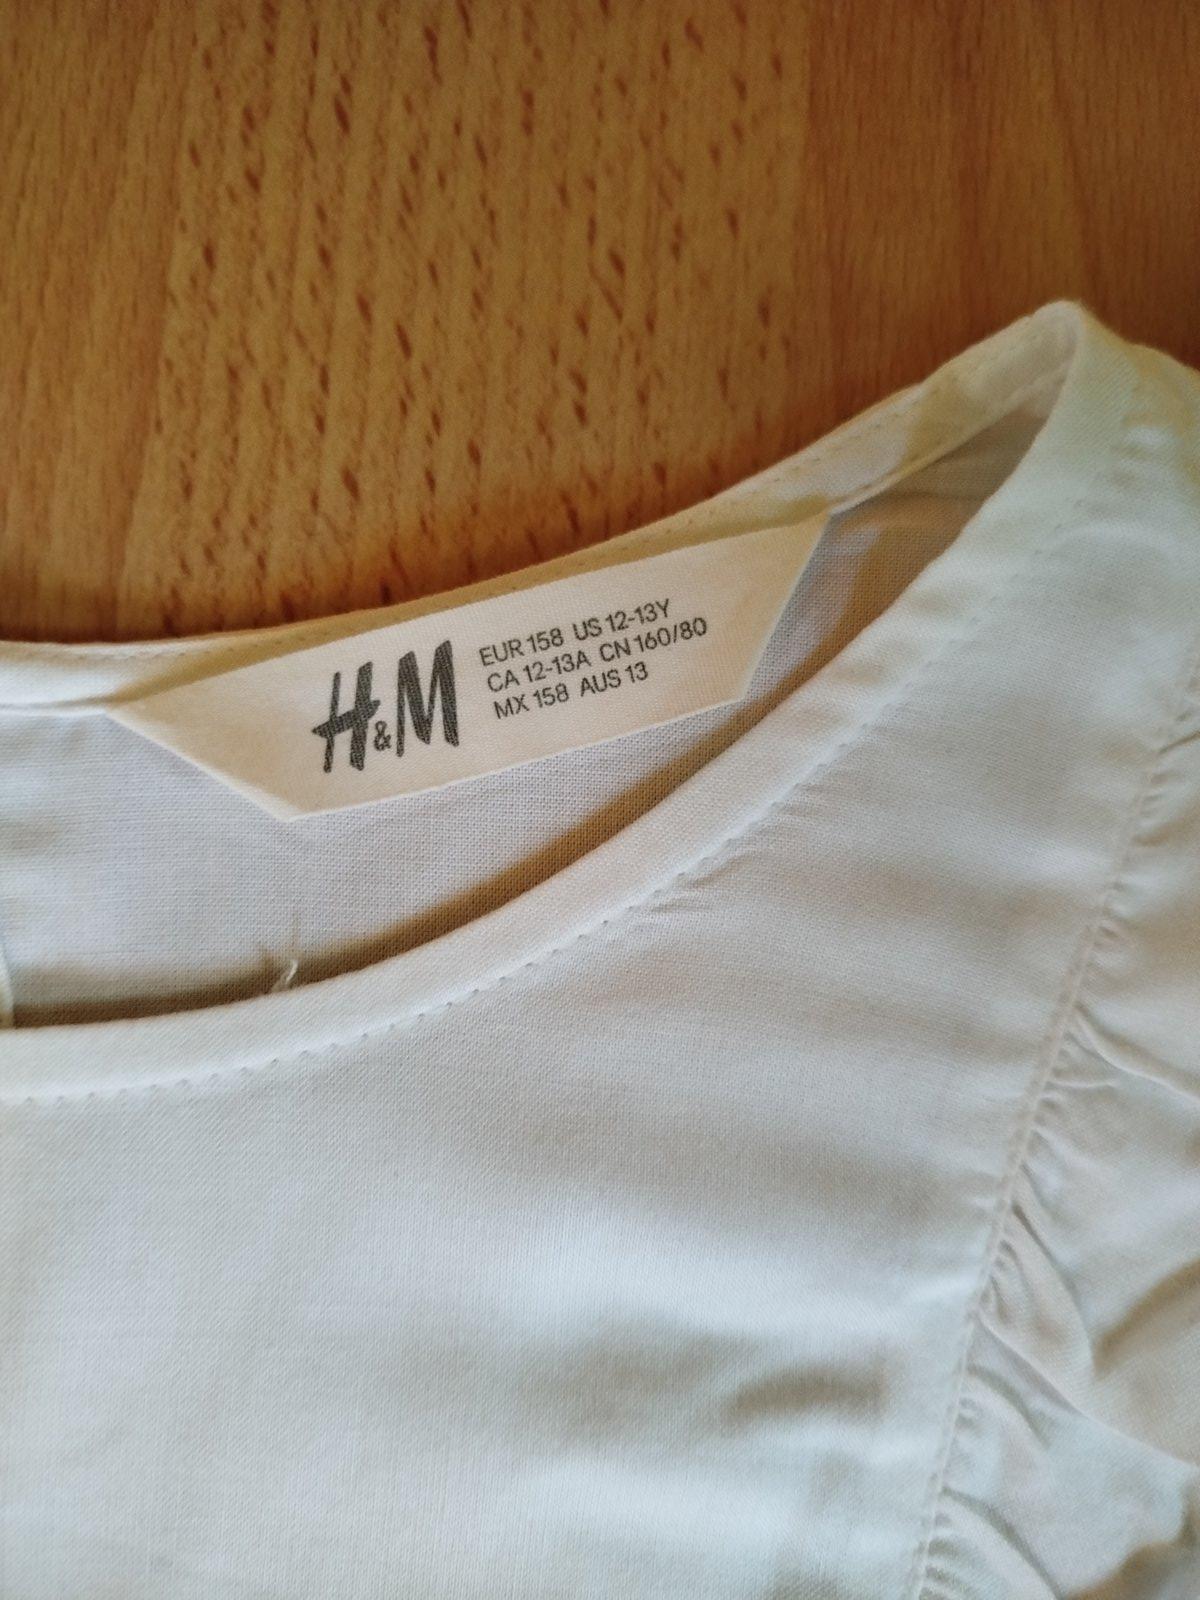 H&M
EUR 158 US 12-13Y
CA 12-13A CN 160/80
MX 158 AUS 13